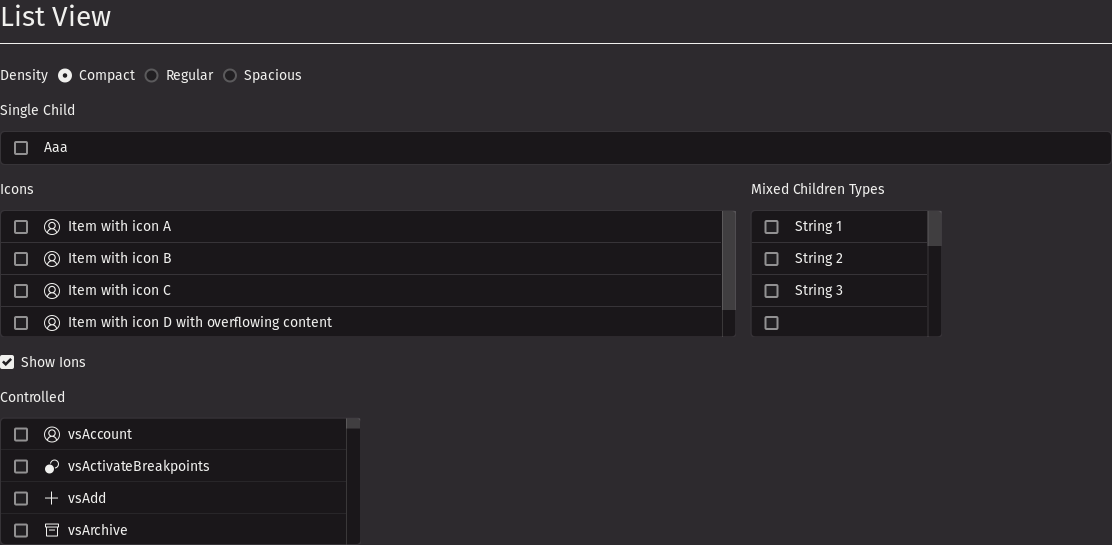 List View
Density Compact Regular Spacious
Single Child
Aaa
Icons
Item with icon A
Item with icon B
Item with icon C
Item with icon D with overflowing content
Mixed Children Types
String 1
String 2
String 3
Show Ions
Controlled
vsAccount
vsActivateBreakpoints
vsAdd
vsArchive